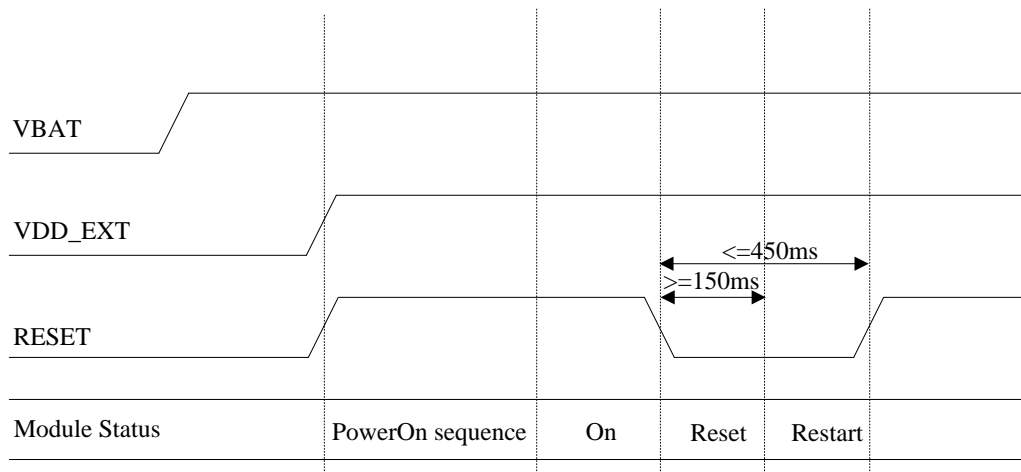 VBAT
VDD_EXT
<=450ms
>=150ms
RESET
Module Status PowerOn sequence On Reset Restart